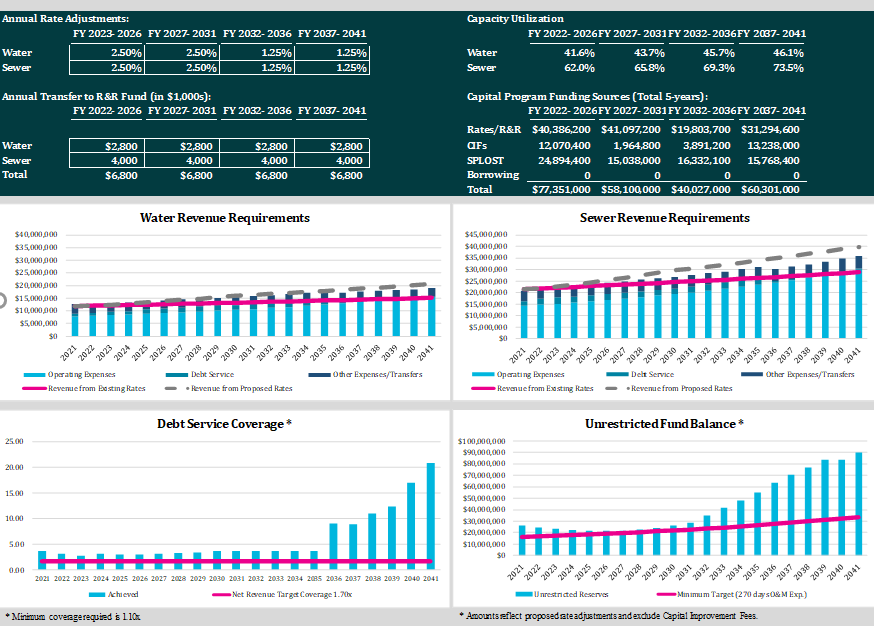 Annual Rate Adjustments:
FY 2023- 2026 FY 2027- 2031 FY 2032- 2036 FY 2037- 2041
Water 2.50% 2.50% 1.25% 1.25%
Sewer 2.50% 2.50% 1.25% 1.25%
Annual Transfer to R&R Fund (in $1,000s):
FY 2022- 2026 FY 2027- 2031 FY 2032- 2036 FY 2037- 2041
Water $2,800 $2,800 $2,800 $2,800
Sewer 4,000 4,000 4,000 4,000
Total $6,800 $6,800 $6,800 $6,800
Capacity Utilization
FY 2022- 2026 FY 2027- 2031 FY 2032- 2036 FY 2037- 2041
Water 41.6% 43.7% 45.7% 46.1%
Sewer 62.0% 65.8% 69.3% 73.5%
Capital Program Funding Sources (Total 5-years):
FY 2022- 2026 FY 2027- 2031 FY 2032- 2036 FY 2037- 2041
Rates/R&R $40,386,200 $41,097,200 $19,803,700 $31,294,600
CIFs 12,070,400 1,964,800 3,891,200 13,238,000
SPLOST 24,894,400 15,038,000 16,332,100 15,768,400
Borrowing 0 0 0 0
Total $77,351,000 $58,100,000 $40,027,000 $60,301,000
Water Revenue Requirements
$40,000,000
$35,000,000
$30,000,000
$25,000,000
$20,000,000
$15,000,000
$10,000,000
$5,000,000
$0
2021 2022 2023 2024 2025 2026 2027 2028 2029 2030 2031 2032 2033 2034 2035 2036 2037 2038 2039 2040 2041
Operating Expenses Debt Service Other Expenses/Transfers
Revenue from Existing Rates Revenue from Proposed Rates
Sewer Revenue Requirements
$45,000,000
$40,000,000
$35,000,000
$30,000,000
$25,000,000
$20,000,000
$15,000,000
$10,000,000
$5,000,000
$0
2021 2022 2023 2024 2025 2026 2027 2028 2029 2030 2031 2032 2033 2034 2035 2036 2037 2038 2039 2040 2041
Operating Expenses Debt Service Other Expenses/Transfers
Revenue from Existing Rates Revenue from Proposed Rates
Debt Service Coverage *
25.00
20.00
15.00
10.00
5.00
0.00
2021 2022 2023 2024 2025 2026 2027 2028 2029 2030 2031 2032 2033 2034 2035 2036 2037 2038 2039 2040 2041
Achieved Net Revenue Target Coverage 1.70x
Unrestricted Fund Balance *
$100,000,000
$90,000,000
$80,000,000
$70,000,000
$60,000,000
$50,000,000
$40,000,000
$30,000,000
$20,000,000
$10,000,000
$0
2021 2022 2023 2024 2025 2026 2027 2028 2029 2030 2031 2032 2033 2034 2035 2036 2037 2038 2039 2040 2041
Unrestricted Reserves Minimum Target (270 days O&M Exp.)
* Minimum coverage required is 1.10x
* Amounts reflect proposed rate adjustments and exclude Capital Improvement Fees.